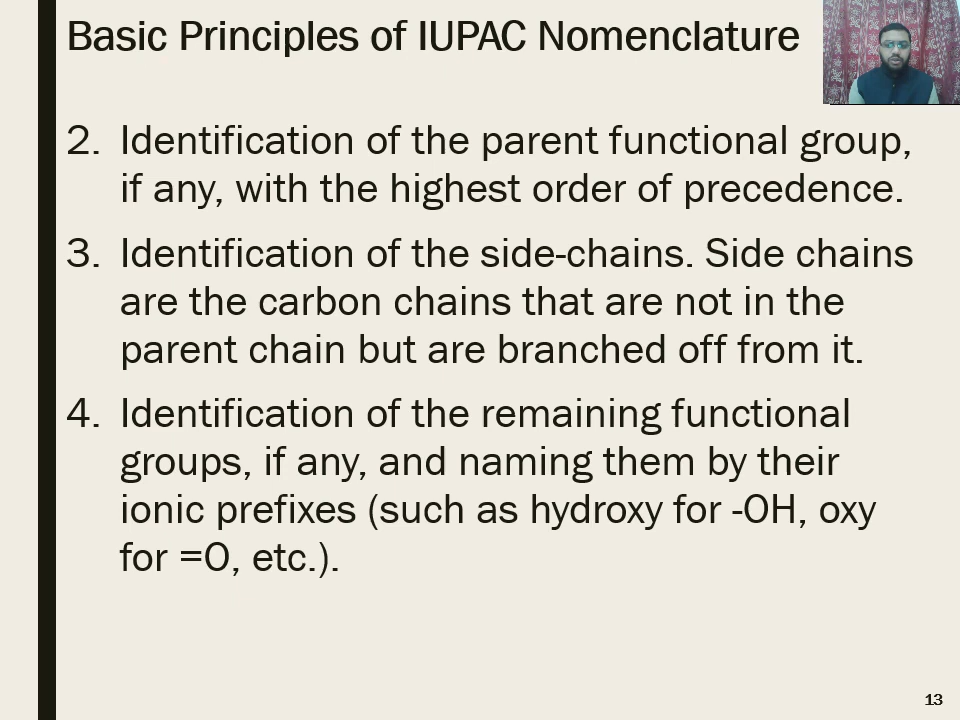 Basic Principles of IUPAC Nomenclature
2. Identification of the parent functional group,
if any, with the highest order of precedence.
3. Identification of the side-chains. Side chains
are the carbon chains that are not in the
parent chain but are branched off from it.
4. Identification of the remaining functional
groups, if any, and naming them by their
ionic prefixes (such as hydroxy for -OH, oxy
for =O, etc.).
13